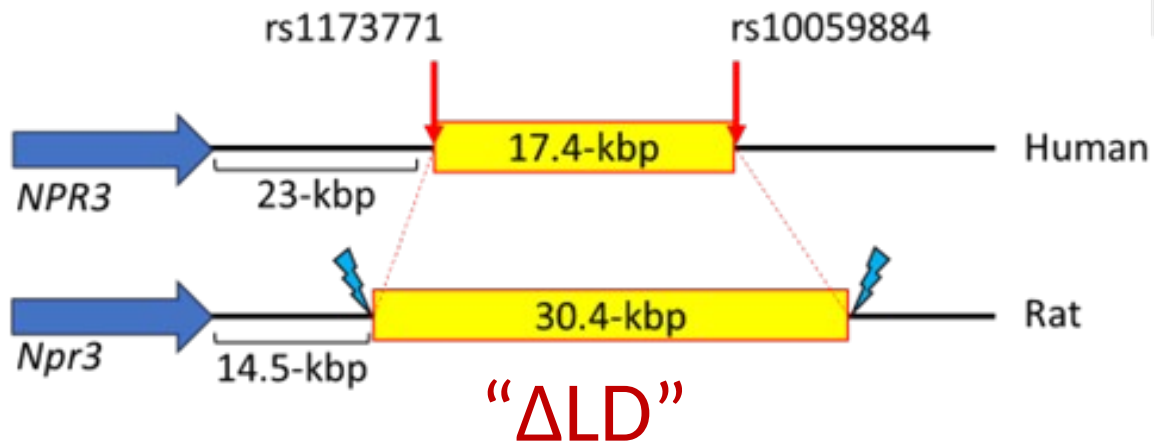 rs1173771
rs10059884
17.4-kbp
Human
NPR3
23-kbp
30.4-kbp
Rat
Npr3
14.5-kbp
“ΔLD”